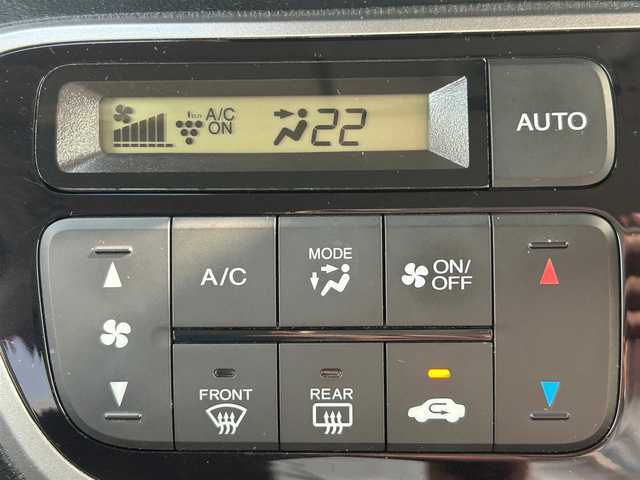 A/C
ON
22
AUTO
A/C
MODE
ON/
OFF
FRONT
REAR